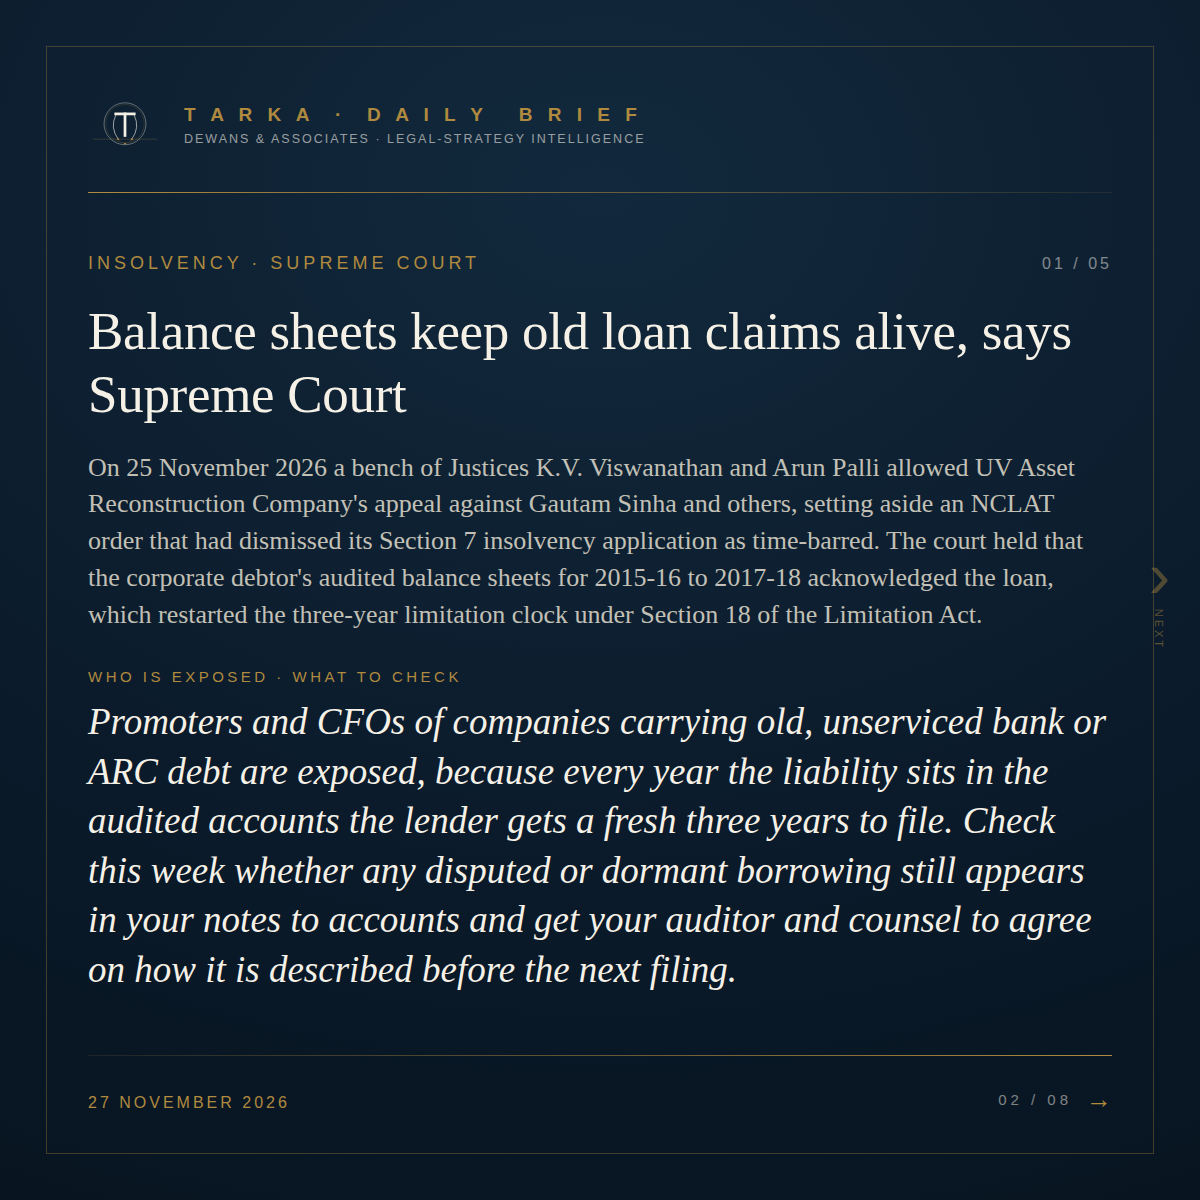 T
TARKA · DAILY BRIEF
DEWANS & ASSOCIATES · LEGAL-STRATEGY INTELLIGENCE
INSOLVENCY · SUPREME COURT
01 / 05
Balance sheets keep old loan claims alive, says
Supreme Court
On 25 November 2026 a bench of Justices K.V. Viswanathan and Arun Palli allowed UV Asset
Reconstruction Company's appeal against Gautam Sinha and others, setting aside an NCLAT
order that had dismissed its Section 7 insolvency application as time-barred. The court held that
the corporate debtor's audited balance sheets for 2015-16 to 2017-18 acknowledged the loan,
which restarted the three-year limitation clock under Section 18 of the Limitation Act.
NEXT
WHO IS EXPOSED · WHAT TO CHECK
Promoters and CFOs of companies carrying old, unserviced bank or
ARC debt are exposed, because every year the liability sits in the
audited accounts the lender gets a fresh three years to file. Check
this week whether any disputed or dormant borrowing still appears
in your notes to accounts and get your auditor and counsel to agree
on how it is described before the next filing.
27 NOVEMBER 2026
02 / 08 →